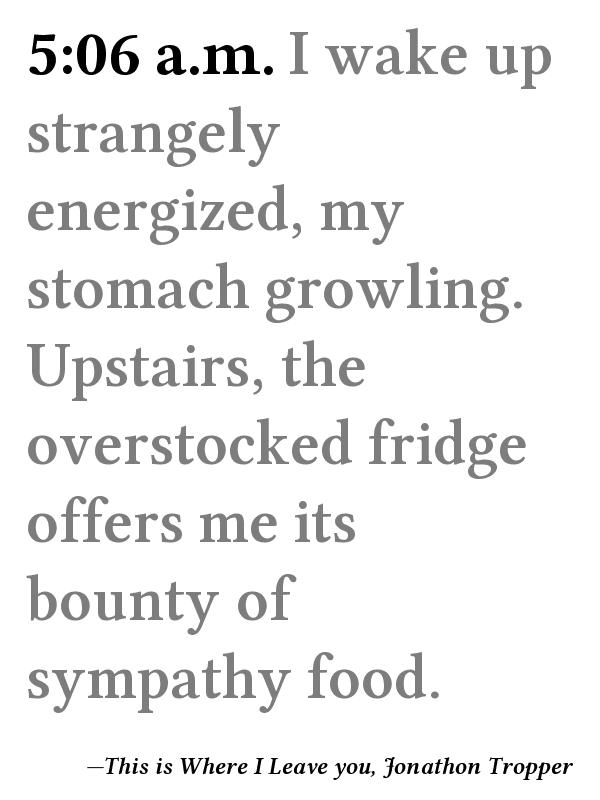 5:06 a.m. I wake up
strangely
energized, my
stomach growling.
Upstairs, the
overstocked fridge
offers me its
bounty of
sympathy food.
—This is Where I Leave you, Jonathon Tropper